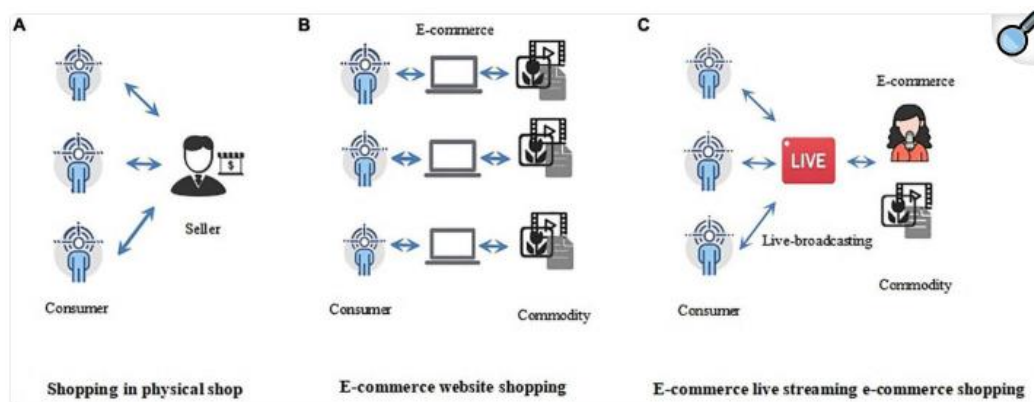 A
B
C
E-commerce
E-commerce
$
LIVE
Seller
Live-broadcasting
Consumer
Consumer
Commodity
Consumer
Commodity
Shopping in physical shop
E-commerce website shopping
E-commerce live streaming e-commerce shopping